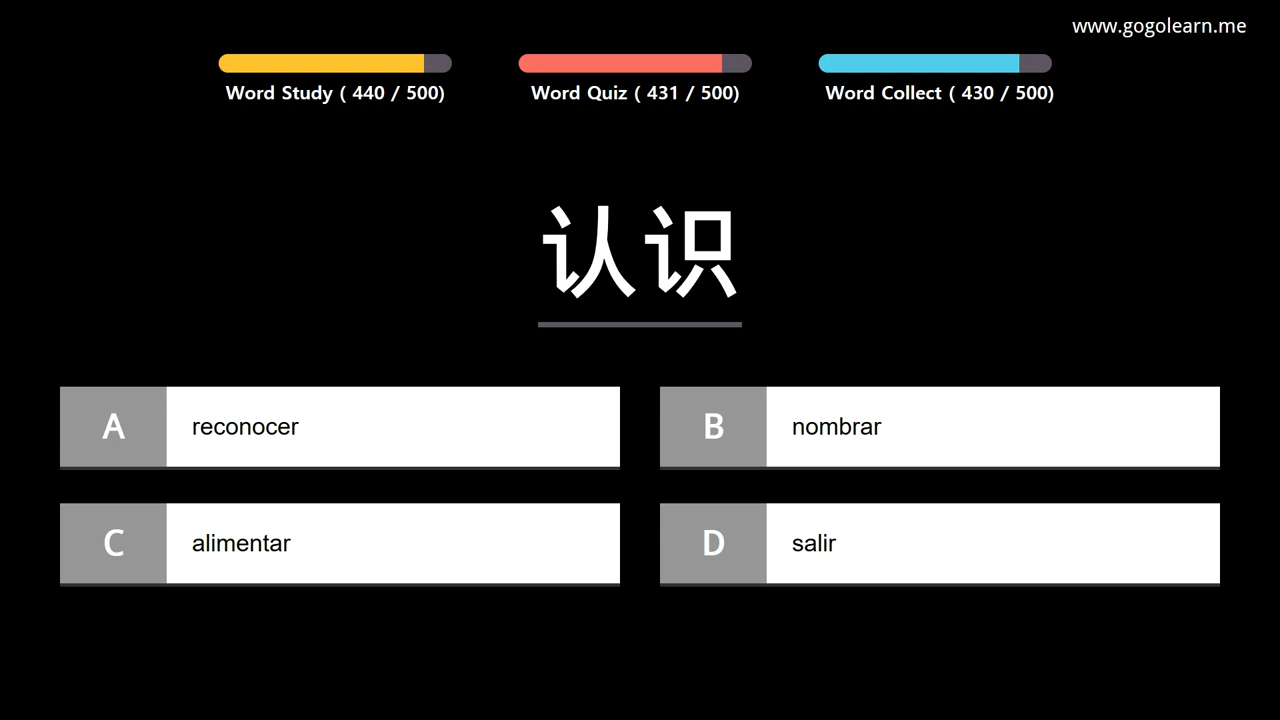 www.gogolearn.me
Word Study ( 440 / 500)
Word Quiz ( 431 / 500)
Word Collect ( 430 / 500)
认识
A reconocer
B nombrar
C alimentar
D salir